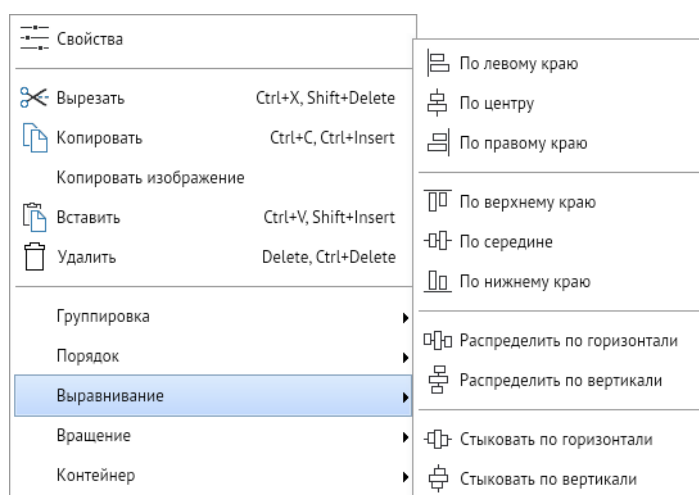 Свойства
Вырезать Ctrl+X, Shift+Delete
Копировать Ctrl+C, Ctrl+Insert
Копировать изображение
Вставить Ctrl+V, Shift+Insert
Удалить Delete, Ctrl+Delete
Группировка
Порядок
Выравнивание
Вращение
Контейнер
По левому краю
По центру
По правому краю
По верхнему краю
По середине
По нижнему краю
Распределить по горизонтали
Распределить по вертикали
Стыковать по горизонтали
Стыковать по вертикали